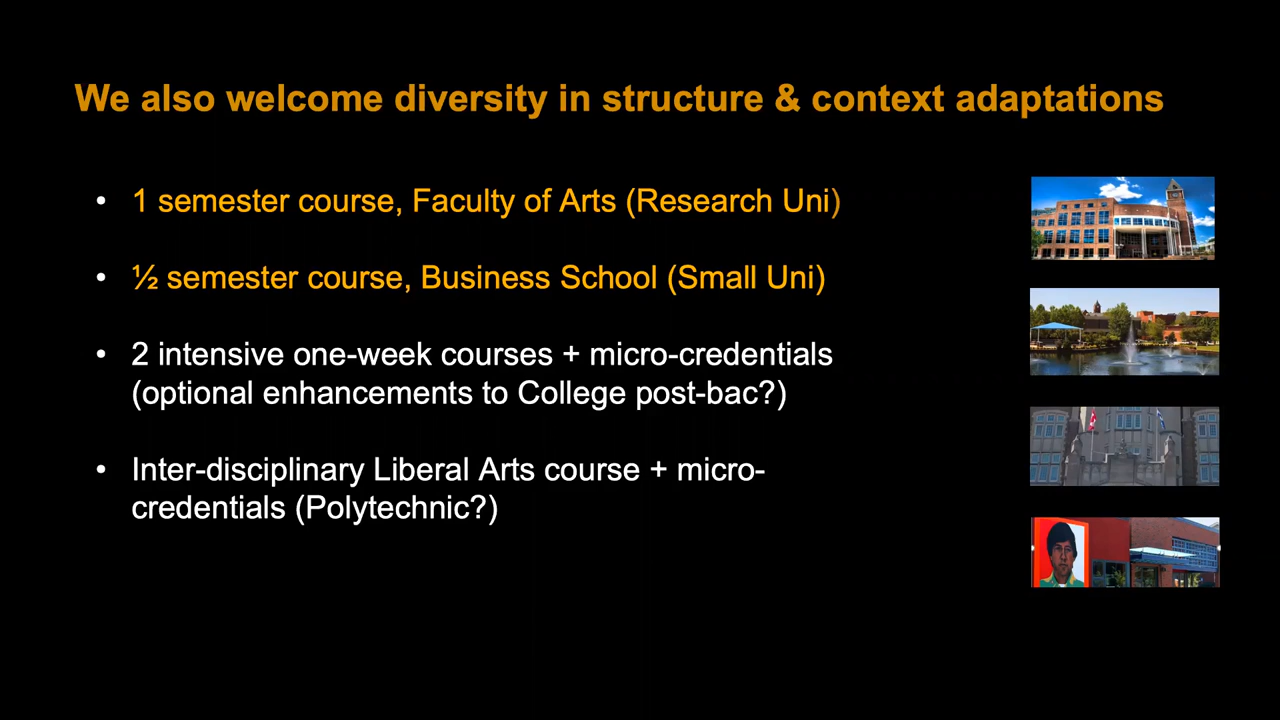 We also welcome diversity in structure & context adaptations
• 1 semester course, Faculty of Arts (Research Uni)
• ½ semester course, Business School (Small Uni)
• 2 intensive one-week courses + micro-credentials
(optional enhancements to College post-bac?)
• Inter-disciplinary Liberal Arts course + micro-
credentials (Polytechnic?)